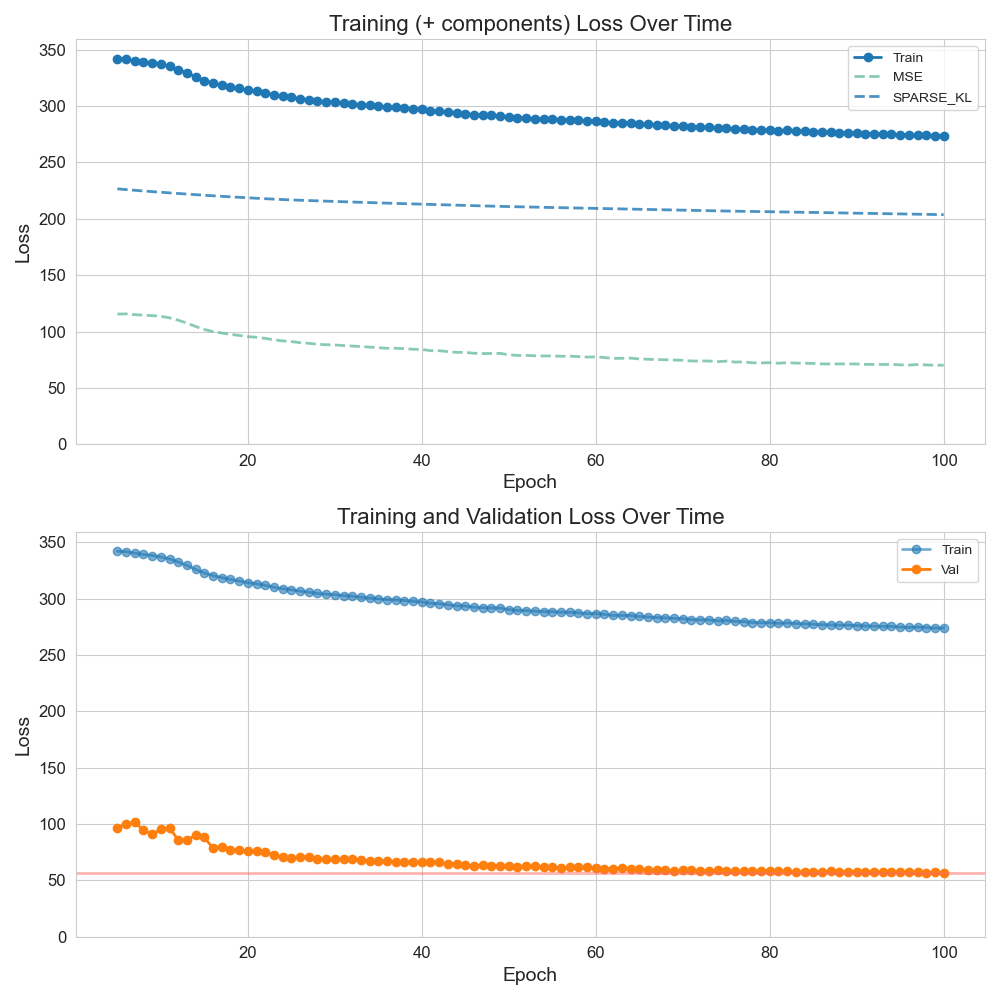 Training (+ components) Loss Over Time
350
300
250
200
150
100
50
0
Loss
Train
MSE
SPARSE_KL
20 40 60 80 100
Epoch
Training and Validation Loss Over Time
350
300
250
200
150
100
50
0
Loss
Train
Val
20 40 60 80 100
Epoch